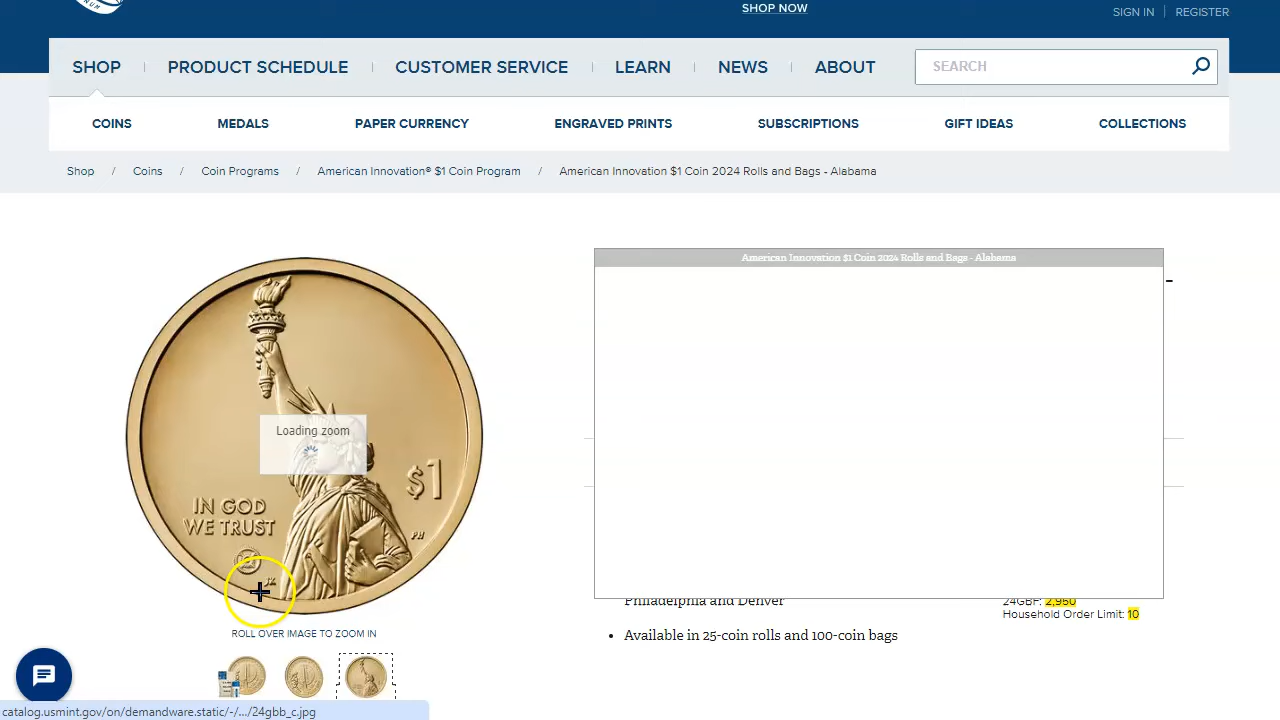 SHOP NOW
SIGN IN
REGISTER
SHOP
PRODUCT SCHEDULE
CUSTOMER SERVICE
LEARN
NEWS
ABOUT
SEARCH
COINS
MEDALS
PAPER CURRENCY
ENGRAVED PRINTS
SUBSCRIPTIONS
GIFT IDEAS
COLLECTIONS
Shop / Coins / Coin Programs / American Innovation® $1 Coin Program / American Innovation $1 Coin 2024 Rolls and Bags - Alabama
American Innovation $1 Coin 2024 Rolls and Bags - Alabama
Loading zoom
$1
IN GOD
WE TRUST
PH
JK
Philadelphia and Denver
24GBF: 2,950
Household Order Limit: 10
• Available in 25-coin rolls and 100-coin bags
ROLL OVER IMAGE TO ZOOM IN
catalog.usmint.gov/on/demandware.static/-/.../24gbb_c.jpg